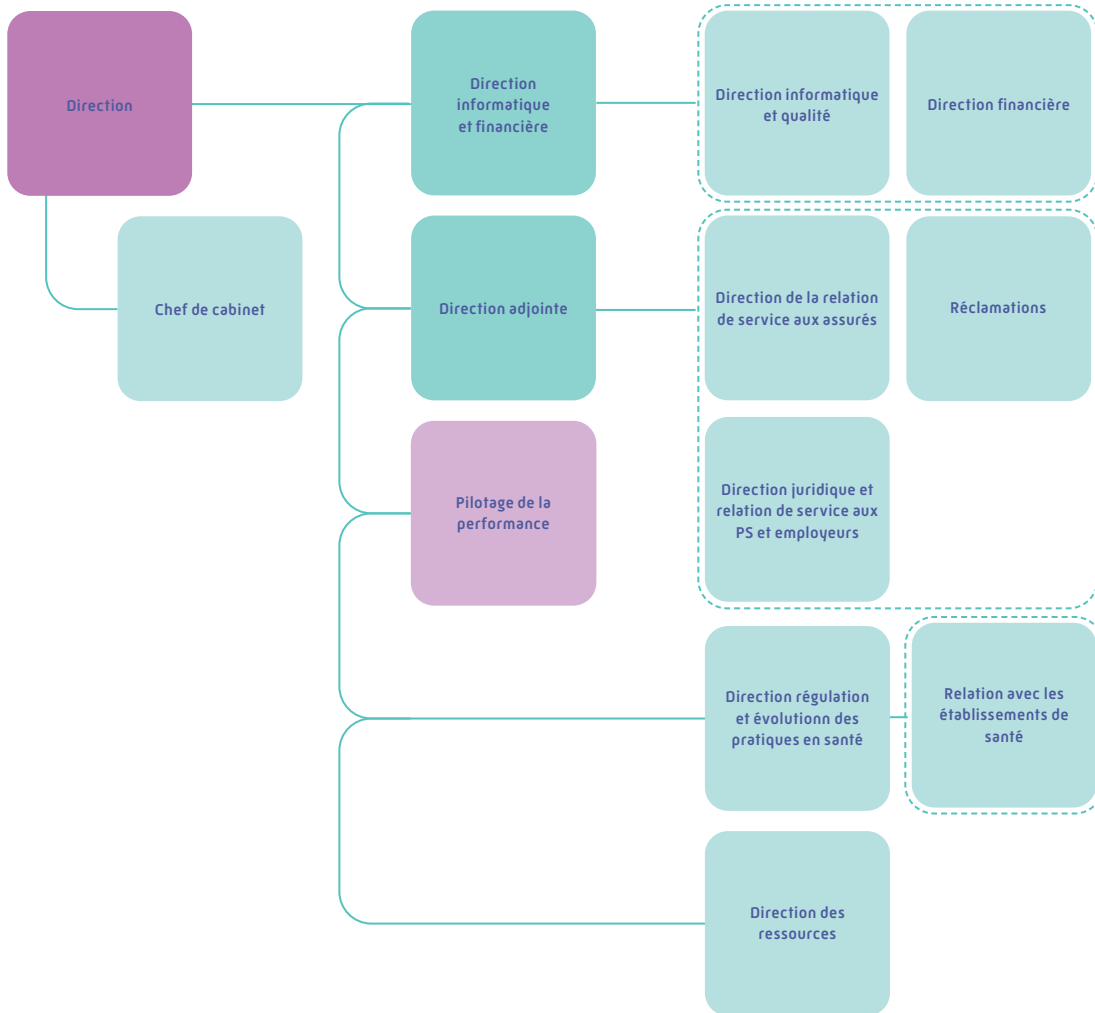 Direction
Direction
informatique
et financière
Direction informatique
et qualité
Direction financière
Chef de cabinet
Direction adjointe
Direction de la relation
de service aux assurés
Réclamations
Pilotage de la
performance
Direction juridique et
relation de service aux
PS et employeurs
Direction régulation
et évolutionn des
pratiques en santé
Relation avec les
établissements de
santé
Direction des
ressources